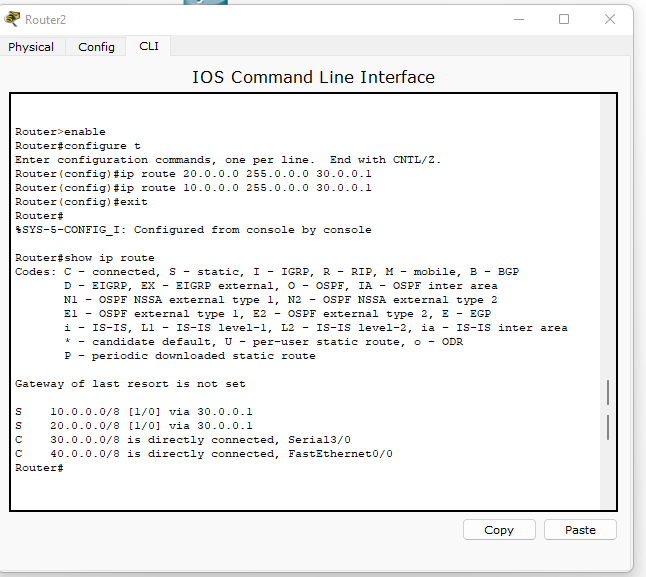 Router2
Physical Config CLI
IOS Command Line Interface
Router>enable
Router#configure t
Enter configuration commands, one per line.  End with CNTL/Z.
Router(config)#ip route 20.0.0.0 255.0.0.0 30.0.0.1
Router(config)#ip route 10.0.0.0 255.0.0.0 30.0.0.1
Router(config)#exit
Router#
%SYS-5-CONFIG_I: Configured from console by console
Router#show ip route
Codes: C - connected, S - static, I - IGRP, R - RIP, M - mobile, B - BGP
       D - EIGRP, EX - EIGRP external, O - OSPF, IA - OSPF inter area
       N1 - OSPF NSSA external type 1, N2 - OSPF NSSA external type 2
       E1 - OSPF external type 1, E2 - OSPF external type 2, E - EGP
       i - IS-IS, L1 - IS-IS level-1, L2 - IS-IS level-2, ia - IS-IS inter area
       * - candidate default, U - per-user static route, o - ODR
       P - periodic downloaded static route
Gateway of last resort is not set
S    10.0.0.0/8 [1/0] via 30.0.0.1
S    20.0.0.0/8 [1/0] via 30.0.0.1
C    30.0.0.0/8 is directly connected, Serial3/0
C    40.0.0.0/8 is directly connected, FastEthernet0/0
Router#
Copy Paste